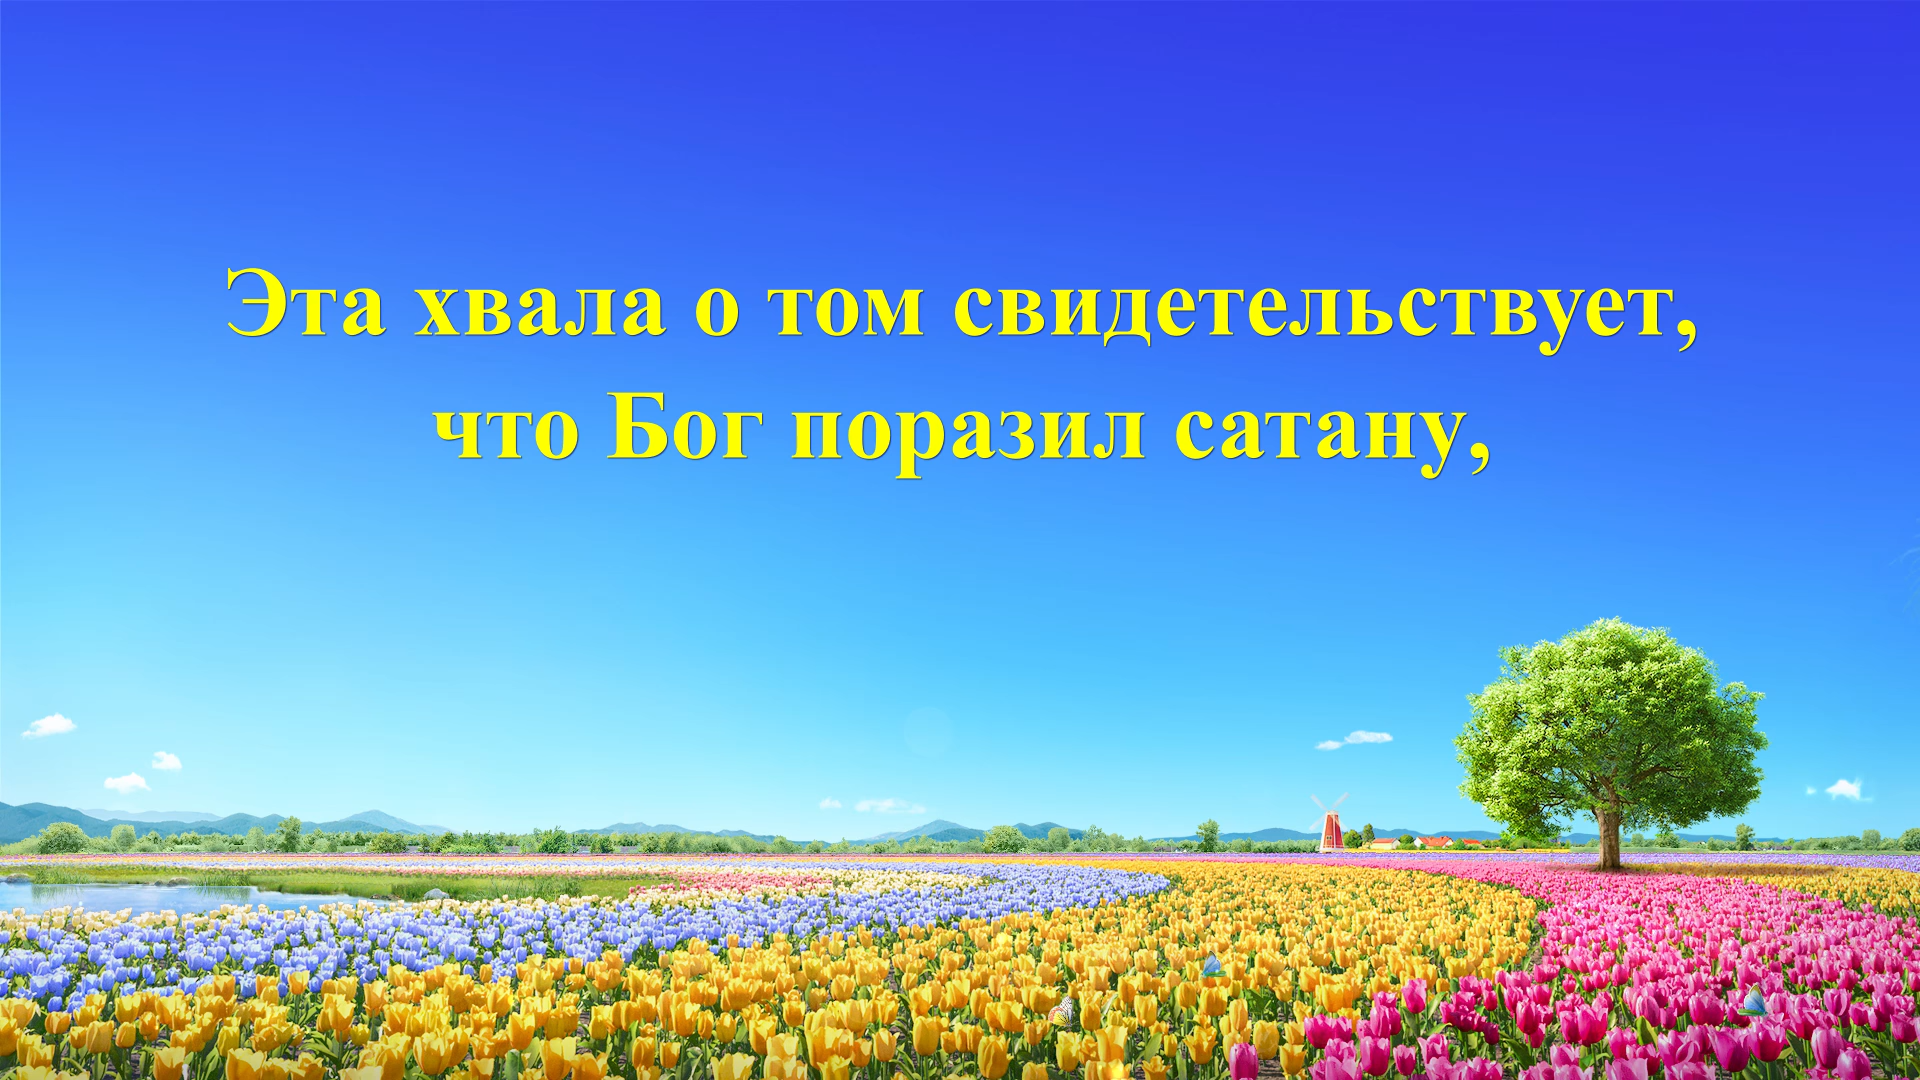 Эта хвала о том свидетельствует,
что Бог поразил сатану,